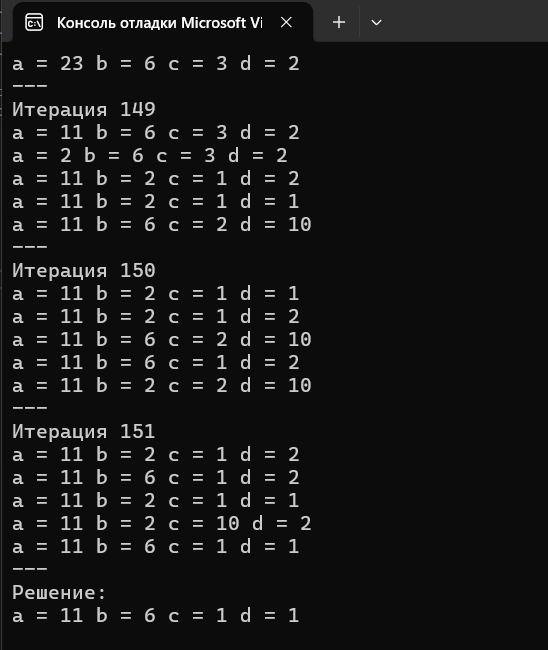 Консоль отладки Microsoft Vi
a = 23 b = 6 c = 3 d = 2
---
Итерация 149
a = 11 b = 6 c = 3 d = 2
a = 2 b = 6 c = 3 d = 2
a = 11 b = 2 c = 1 d = 2
a = 11 b = 2 c = 1 d = 1
a = 11 b = 6 c = 2 d = 10
---
Итерация 150
a = 11 b = 2 c = 1 d = 1
a = 11 b = 2 c = 1 d = 2
a = 11 b = 6 c = 2 d = 10
a = 11 b = 6 c = 1 d = 2
a = 11 b = 2 c = 2 d = 10
---
Итерация 151
a = 11 b = 2 c = 1 d = 2
a = 11 b = 6 c = 1 d = 2
a = 11 b = 2 c = 1 d = 1
a = 11 b = 2 c = 10 d = 2
a = 11 b = 6 c = 1 d = 1
---
Решение:
a = 11 b = 6 c = 1 d = 1